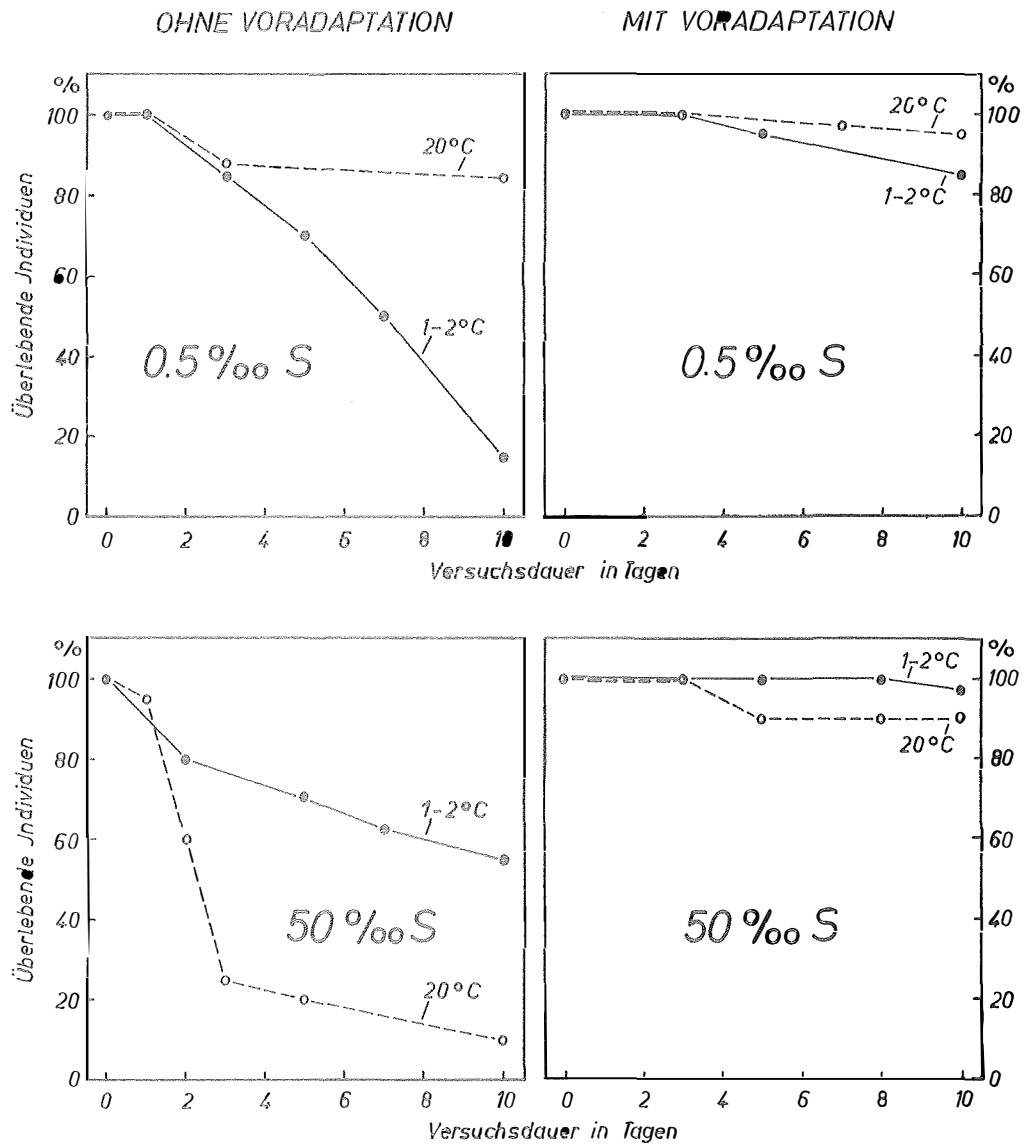 OHNE VORADAPTATION
MIT VORADAPTATION
%
100
80
60
40
20
0
Überlebende Jndividuen
20°C
1-2°C
0.5 ‰ S
0 2 4 6 8 10
20°C
1-2°C
0.5 ‰ S
%
100
80
60
40
20
0
0 2 4 6 8 10
Versuchsdauer in Tagen
%
100
80
60
40
20
0
Überlebende Jndividuen
1-2°C
50 ‰ S
20°C
0 2 4 6 8 10
1-2°C
20°C
50 ‰ S
%
100
80
60
40
20
0
0 2 4 6 8 10
Versuchsdauer in Tagen